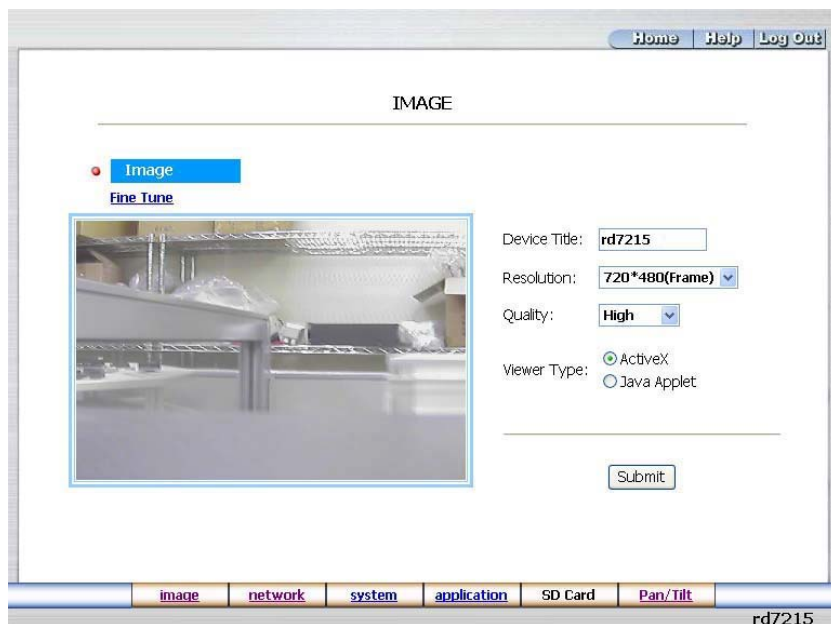 Home Help Log Out
IMAGE
Image
Fine Tune
Device Title: rd7215
Resolution: 720*480(Frame)
Quality: High
Viewer Type: ActiveX
Java Applet
Submit
image network system application SD Card Pan/Tilt
rd7215